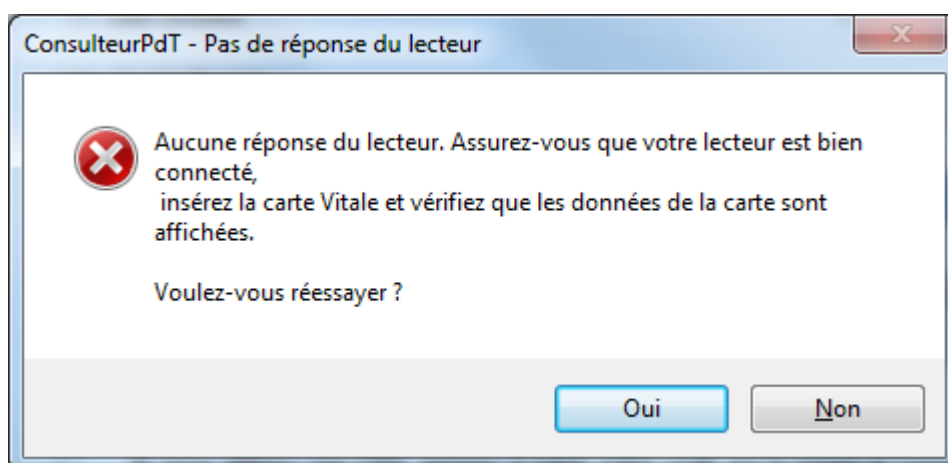 ConsulteurPdT - Pas de réponse du lecteur
Aucune réponse du lecteur. Assurez-vous que votre lecteur est bien
connecté,
insérez la carte Vitale et vérifiez que les données de la carte sont
affichées.
Voulez-vous réessayer ?
Oui
Non